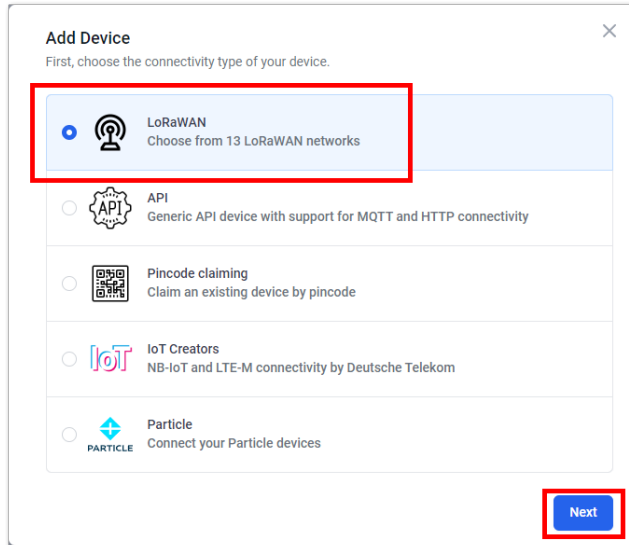 Add Device
First, choose the connectivity type of your device.
LoRaWAN
Choose from 13 LoRaWAN networks
API
API
Generic API device with support for MQTT and HTTP connectivity
Pincode claiming
Claim an existing device by pincode
IoT
IoT Creators
NB-IoT and LTE-M connectivity by Deutsche Telekom
PARTICLE
Particle
Connect your Particle devices
Next